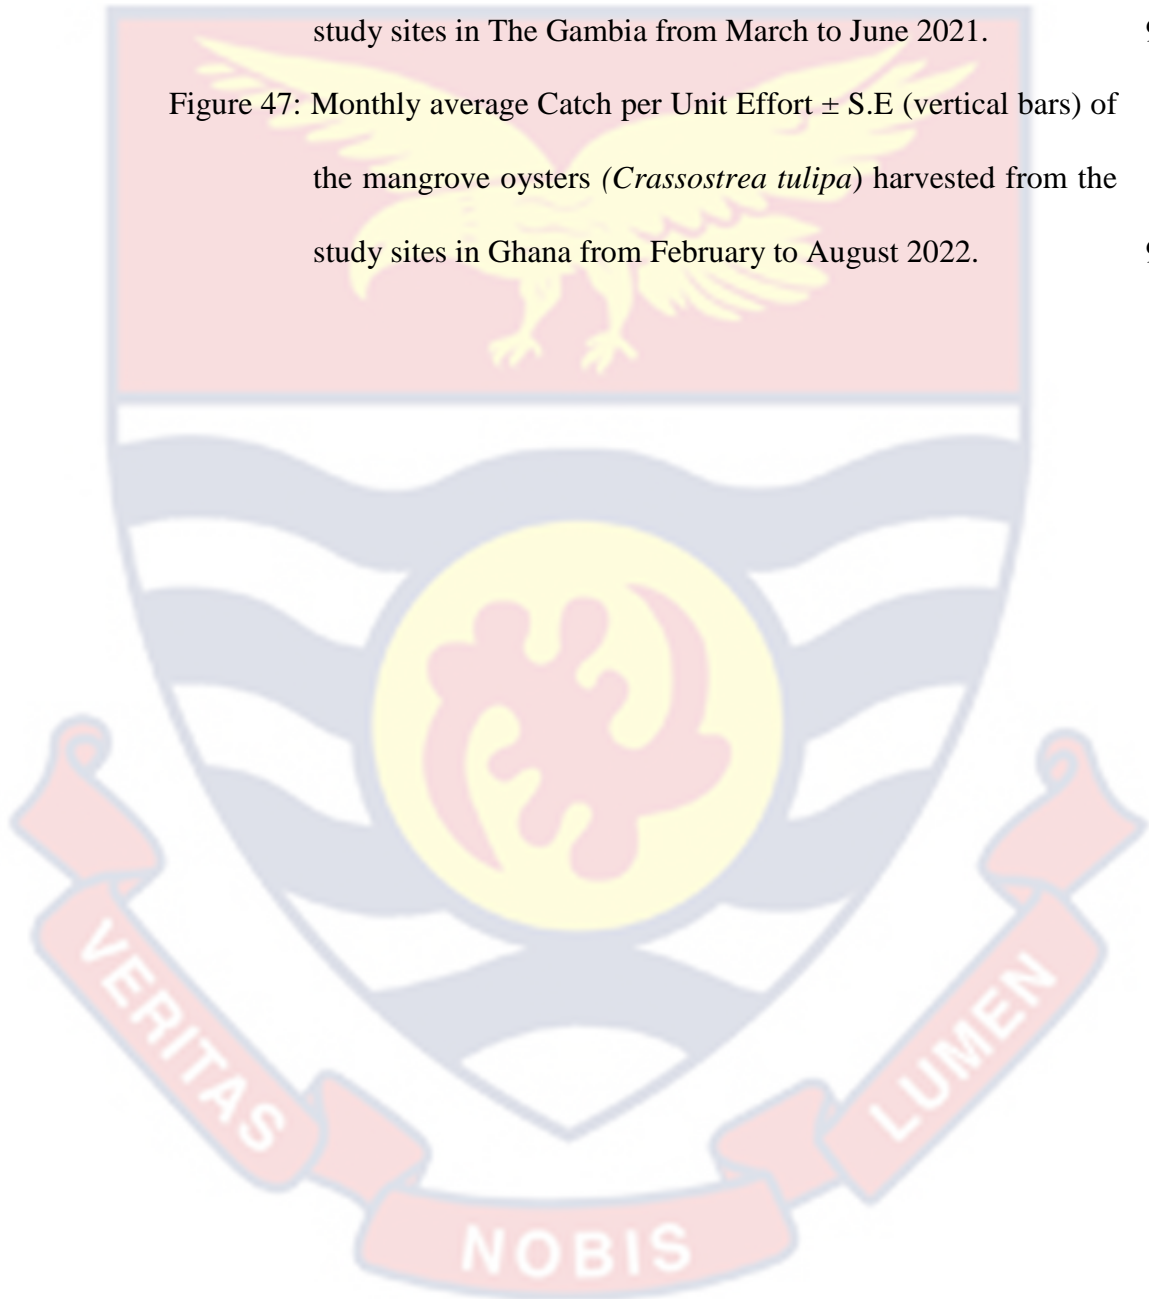 study sites in The Gambia from March to June 2021.
Figure 47: Monthly average Catch per Unit Effort ± S.E (vertical bars) of
the mangrove oysters (Crassostrea tulipa) harvested from the
study sites in Ghana from February to August 2022.
VERITAS
NOBIS
LUMEN